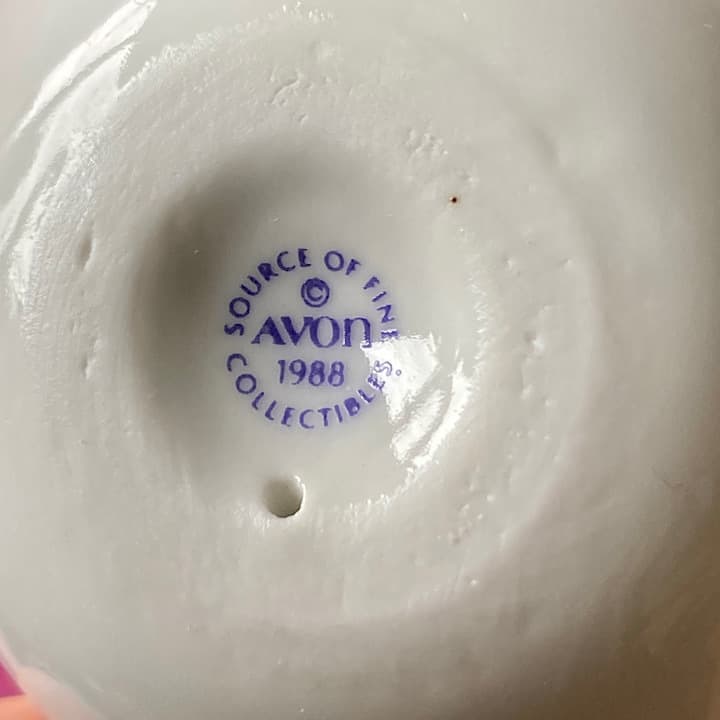 SOURCE OF FINE
©
AVON
1988
COLLECTIBLES.